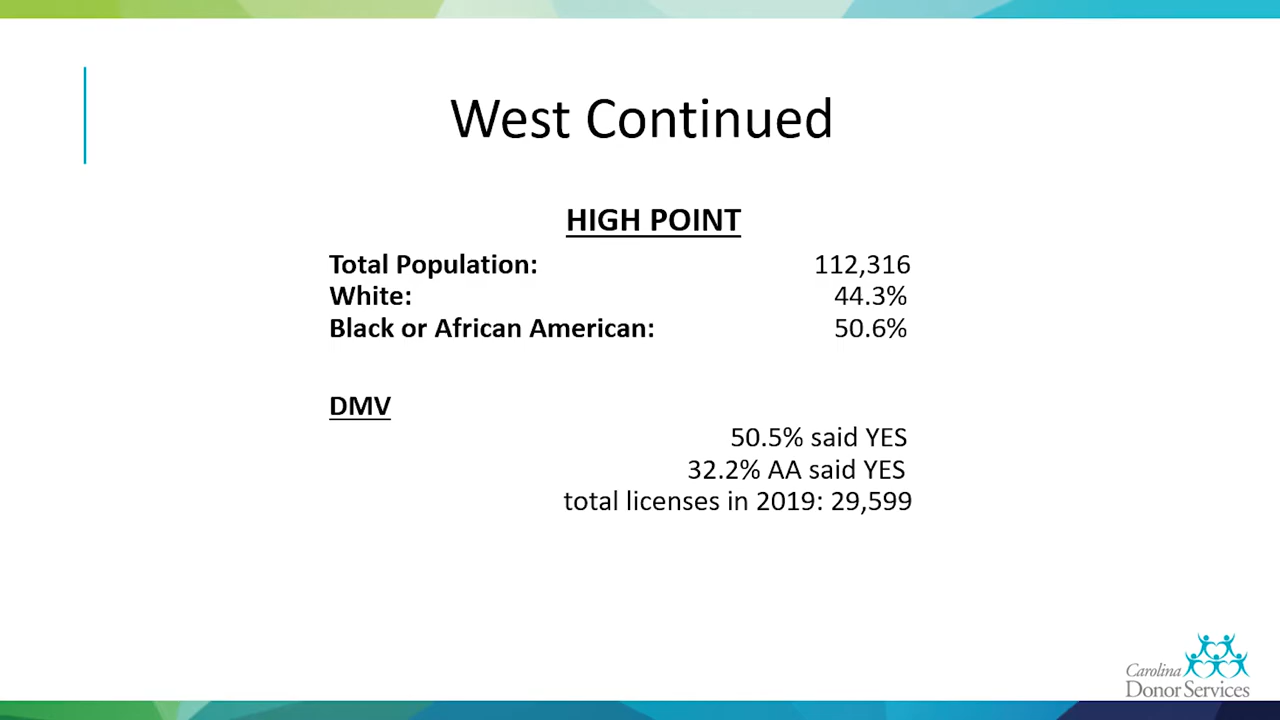 West Continued
HIGH POINT
Total Population: 112,316
White: 44.3%
Black or African American: 50.6%
DMV
50.5% said YES
32.2% AA said YES
total licenses in 2019: 29,599
Carolina
Donor Services